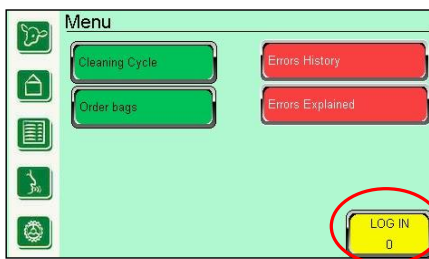 Menu
Cleaning Cycle
Errors History
Order bags
Errors Explained
LOG IN
0